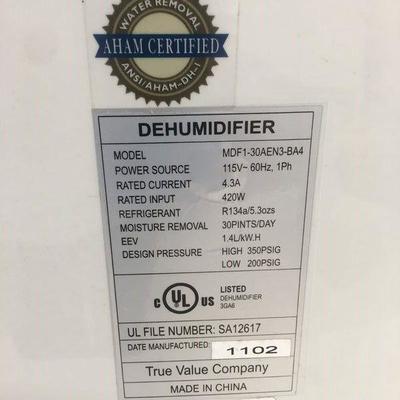 WATER REMOVAL
AHAM CERTIFIED
ANSI/AHAM-DH-1
DEHUMIDIFIER
MODEL MDF1-30AEN3-BA4
POWER SOURCE 115V~ 60Hz, 1Ph
RATED CURRENT 4.3A
RATED INPUT 420W
REFRIGERANT R134a/5.3ozs
MOISTURE REMOVAL 30PINTS/DAY
EEV 1.4L/kW.H
DESIGN PRESSURE HIGH 350PSIG
LOW 200PSIG
C UL US LISTED
DEHUMIDIFIER
3GA6
UL FILE NUMBER: SA12617
DATE MANUFACTURED: 1102
True Value Company
MADE IN CHINA